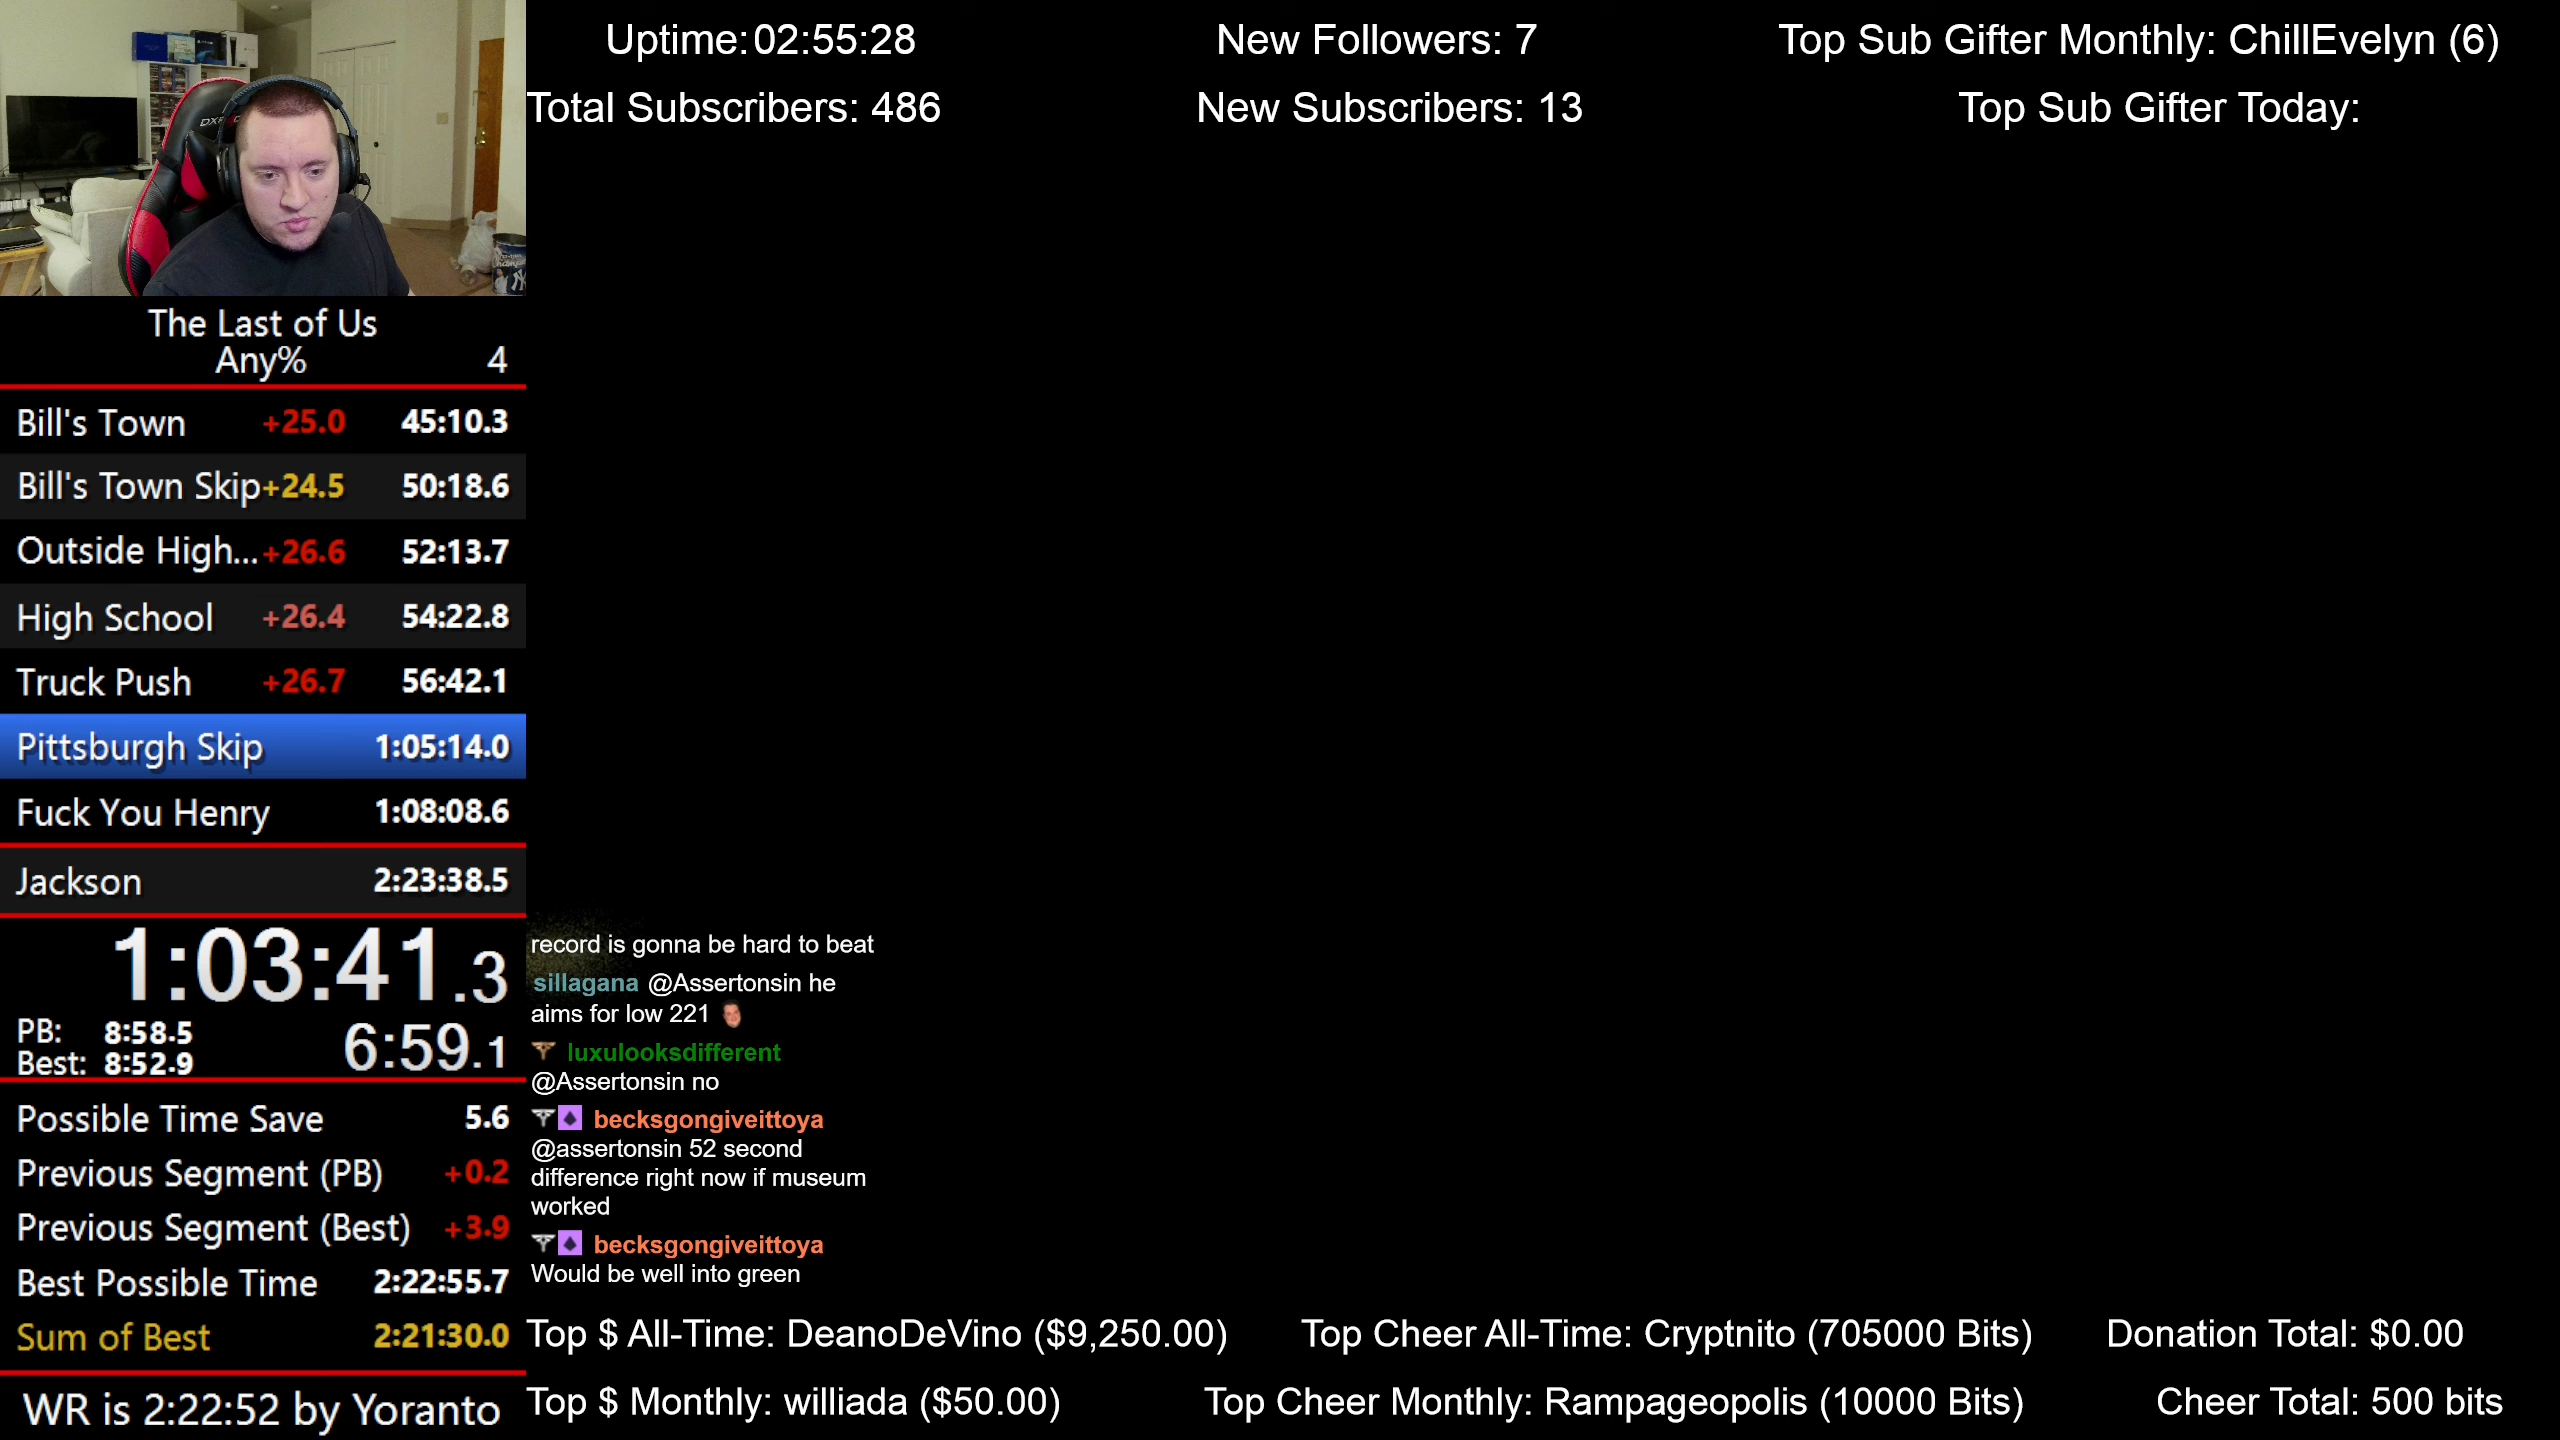 Uptime: 02:55:28
New Followers: 7
Top Sub Gifter Monthly: ChillEvelyn (6)
Total Subscribers: 486
New Subscribers: 13
Top Sub Gifter Today:
The Last of Us
Any% 4
Bill's Town +25.0 45:10.3
Bill's Town Skip +24.5 50:18.6
Outside High... +26.6 52:13.7
High School +26.4 54:22.8
Truck Push +26.7 56:42.1
Pittsburgh Skip 1:05:14.0
Fuck You Henry 1:08:08.6
Jackson 2:23:38.5
1:03:41.3
PB: 8:58.5
Best: 8:52.9
6:59.1
Possible Time Save 5.6
Previous Segment (PB) +0.2
Previous Segment (Best) +3.9
Best Possible Time 2:22:55.7
Sum of Best 2:21:30.0
WR is 2:22:52 by Yoranto
record is gonna be hard to beat
sillagana @Assertonsin he
aims for low 221
luxulooksdifferent
@Assertonsin no
becksgongiveittoya
@assertonsin 52 second
difference right now if museum
worked
becksgongiveittoya
Would be well into green
Top $ All-Time: DeanoDeVino ($9,250.00)
Top Cheer All-Time: Cryptnito (705000 Bits)
Donation Total: $0.00
Top $ Monthly: williada ($50.00)
Top Cheer Monthly: Rampageopolis (10000 Bits)
Cheer Total: 500 bits